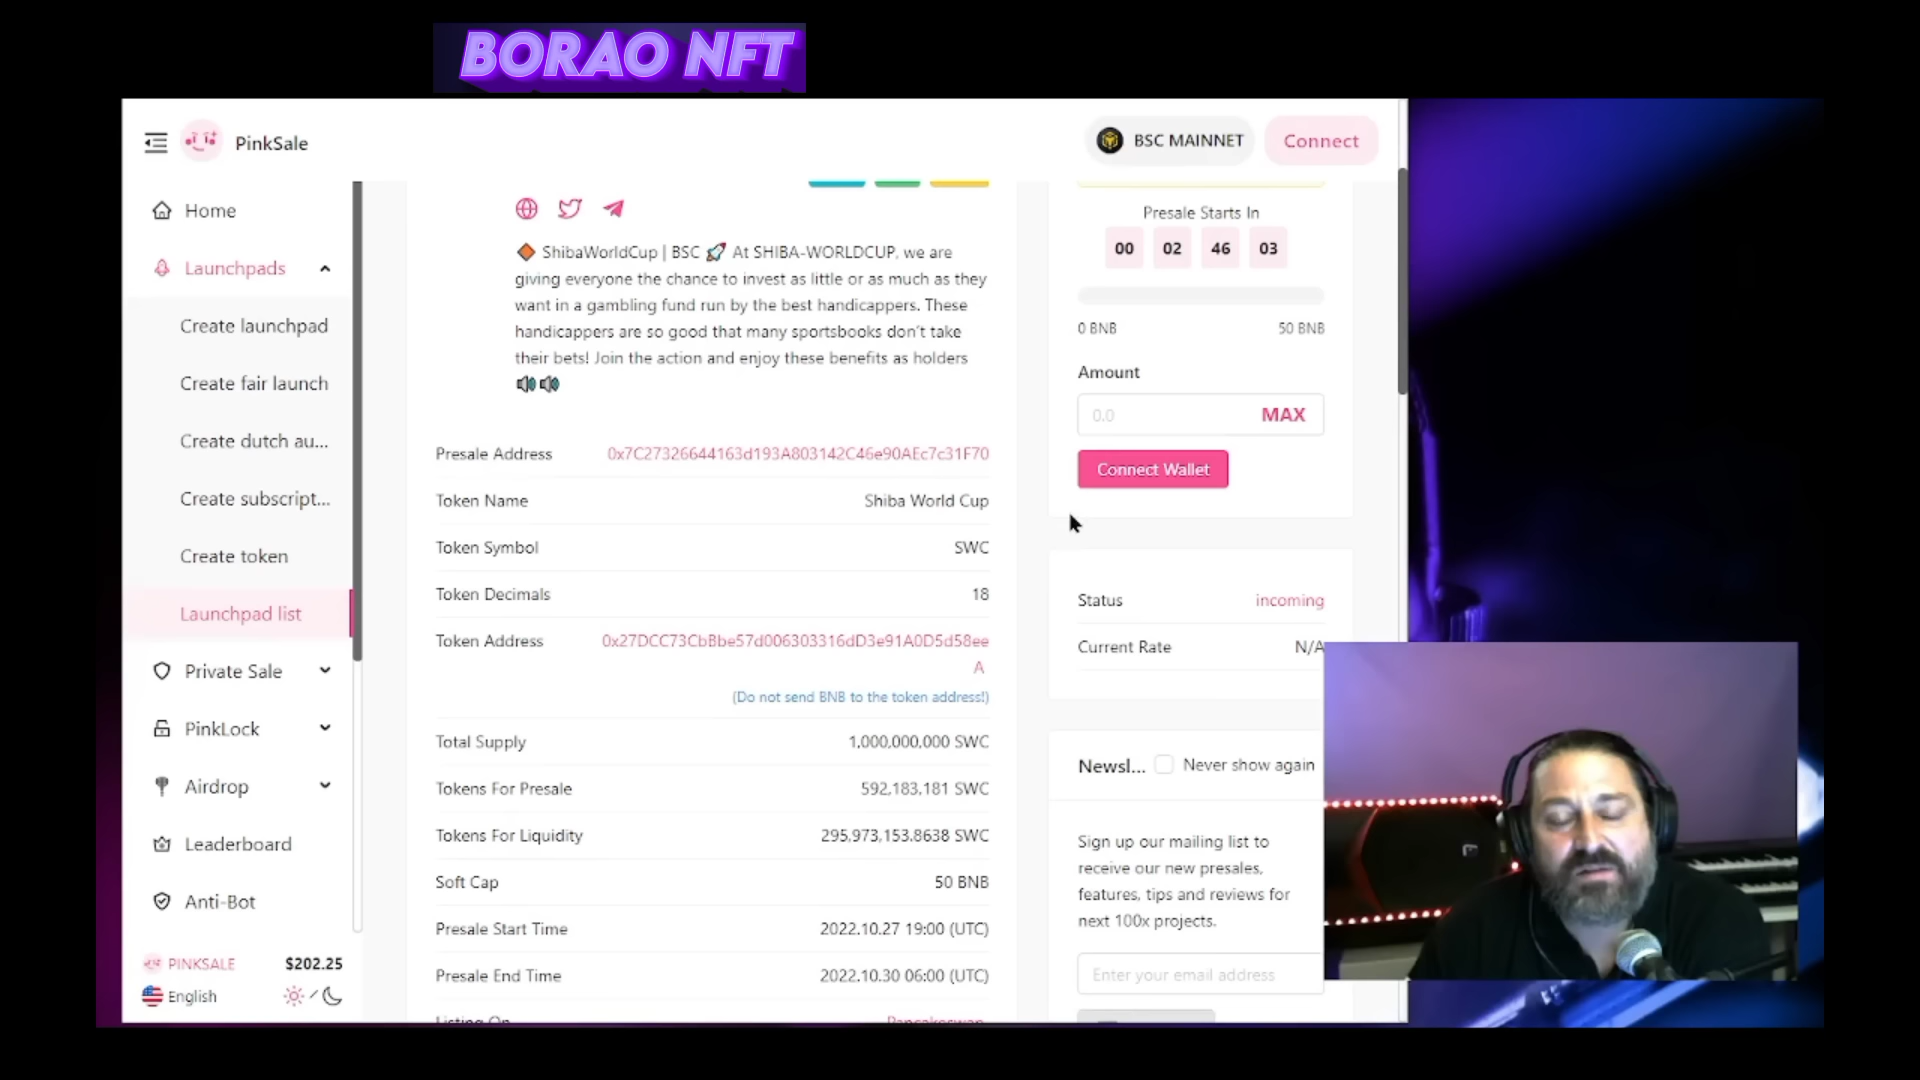 BORAO NFT
PinkSale
BSC MAINNET
Connect
Home
Launchpads
Create launchpad
Create fair launch
Create dutch au...
Create subscript...
Create token
Launchpad list
Private Sale
PinkLock
Airdrop
Leaderboard
Anti-Bot
PINKSALE $202.25
English
ShibaWorldCup | BSC 🚀 At SHIBA-WORLDCUP, we are
giving everyone the chance to invest as little or as much as they
want in a gambling fund run by the best handicappers. These
handicappers are so good that many sportsbooks don't take
their bets! Join the action and enjoy these benefits as holders
Presale Address 0x7C27326644163d193A803142C46e90AEc7c31F70
Token Name Shiba World Cup
Token Symbol SWC
Token Decimals 18
Token Address 0x27DCC73CbBbe57d006303316dD3e91A0D5d58ee
A
(Do not send BNB to the token address!)
Total Supply 1,000,000,000 SWC
Tokens For Presale 592,183,181 SWC
Tokens For Liquidity 295,973,153.8638 SWC
Soft Cap 50 BNB
Presale Start Time 2022.10.27 19:00 (UTC)
Presale End Time 2022.10.30 06:00 (UTC)
Listing On Pancakeswap
Presale Starts In
00 02 46 03
0 BNB 50 BNB
Amount
0.0 MAX
Connect Wallet
Status incoming
Current Rate N/A
Newsl... Never show again
Sign up our mailing list to
receive our new presales,
features, tips and reviews for
next 100x projects.
Enter your email address